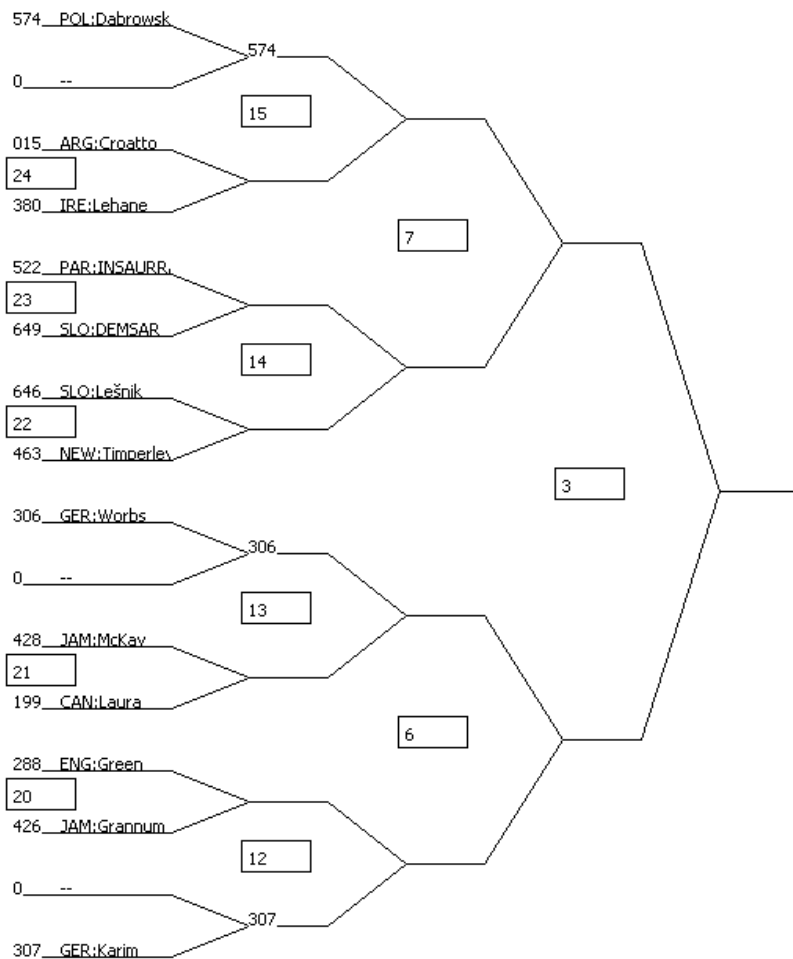 574 POL:Dabrowsk
574
0 --
15
015 ARG:Croatto
24
380 IRE:Lehane
7
522 PAR:INSAURR
23
649 SLO:DEMSAR
14
646 SLO:Lešnik
22
463 NEW:Timperley
3
306 GER:Worbs
306
0 --
13
428 JAM:McKay
21
199 CAN:Laura
6
288 ENG:Green
20
426 JAM:Grannum
12
0 --
307
307 GER:Karim